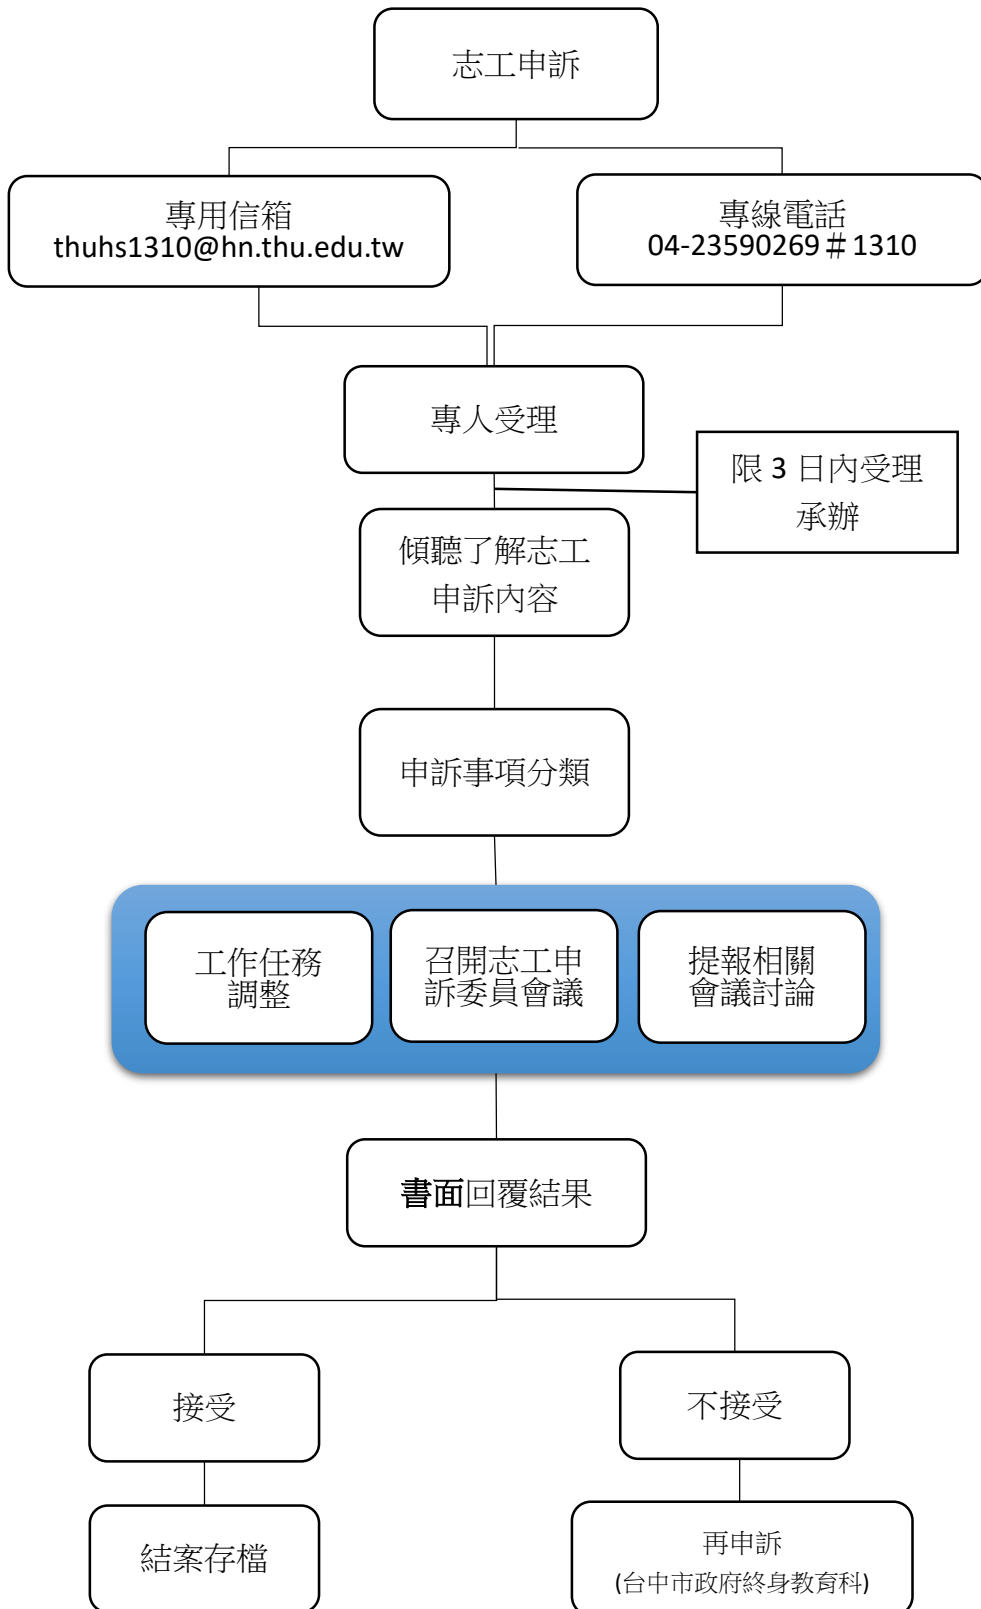 志工申訴
專用信箱
thuhs1310@hn.thu.edu.tw
專線電話
04-23590269＃1310
專人受理
限 3 日內受理
承辦
傾聽了解志工
申訴內容
申訴事項分類
工作任務
調整
召開志工申
訴委員會議
提報相關
會議討論
書面回覆結果
接受
不接受
結案存檔
再申訴
(台中市政府終身教育科)